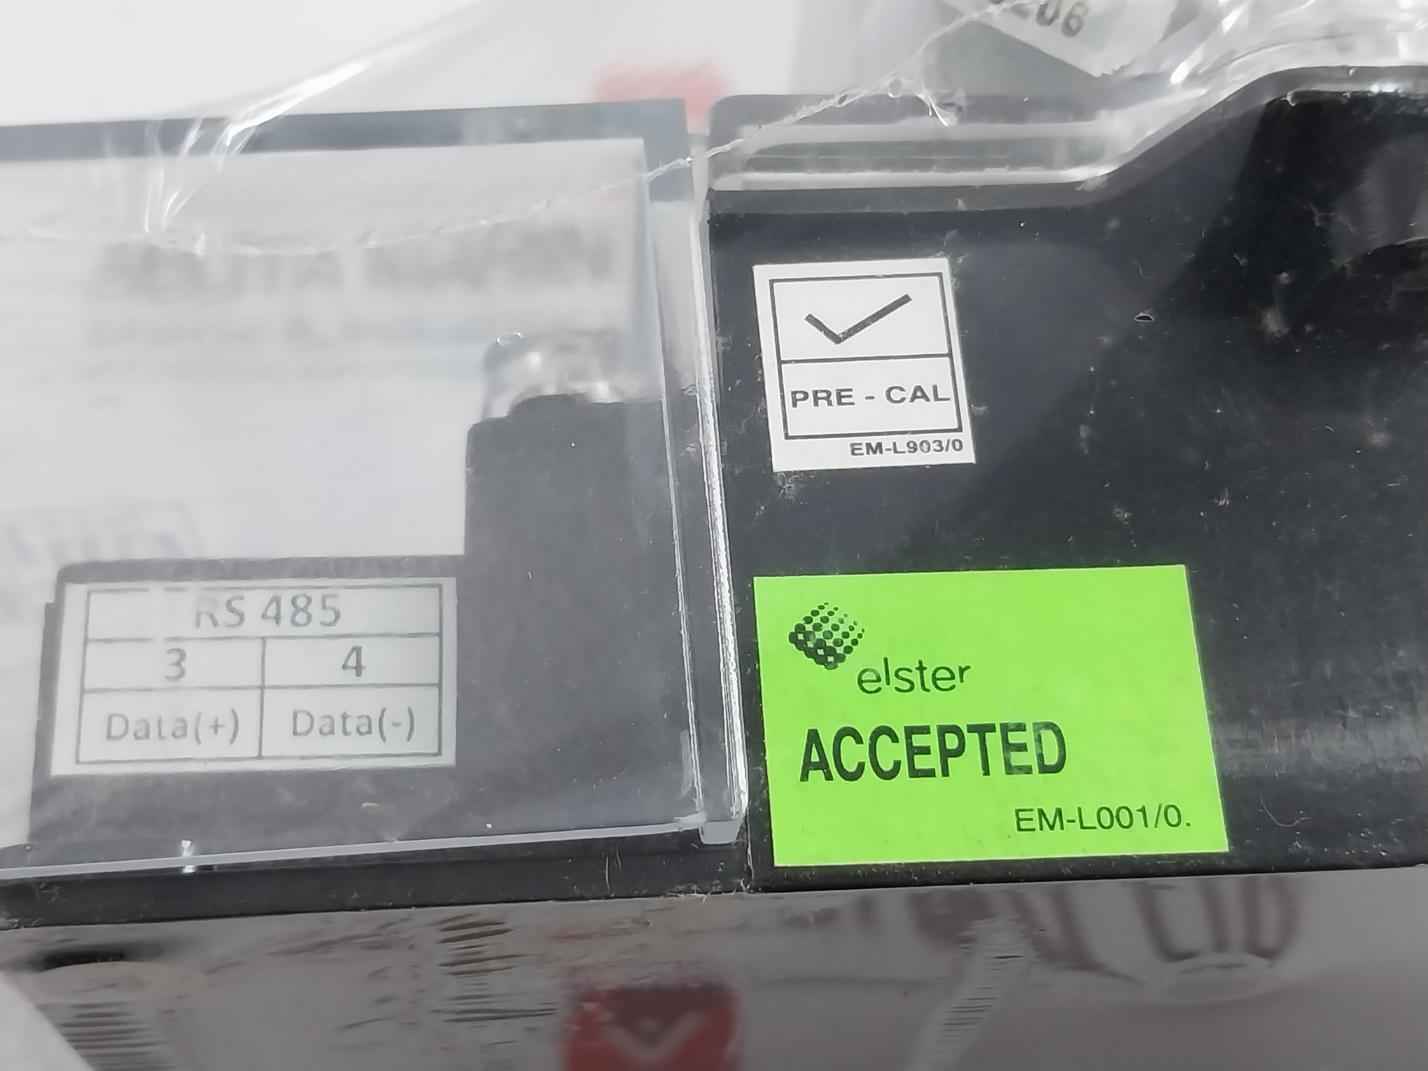 PRE - CAL
EM-L903/0
RS 485
3 4
Data(+) Data(-)
elster
ACCEPTED
EM-L001/0.